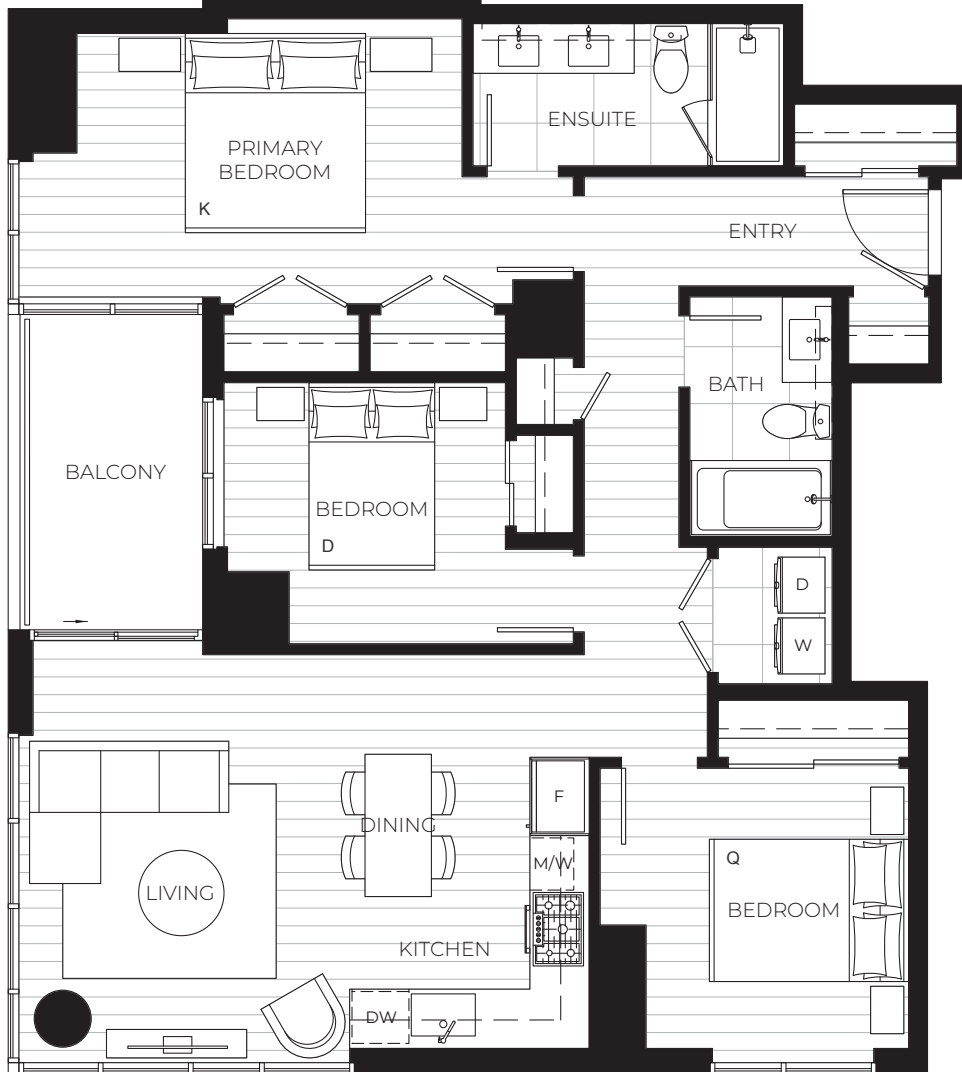 ENSUITE
PRIMARY
BEDROOM
K
ENTRY
BATH
BALCONY
BEDROOM
D
D
W
F
DINING
M/W
Q
LIVING
BEDROOM
KITCHEN
DW